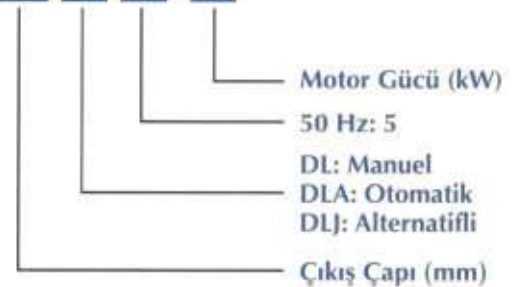 Motor Gücü (kW)
50 Hz: 5
DL: Manuel
DLA: Otomatik
DLJ: Alternatifli
Çıkış Çapı (mm)